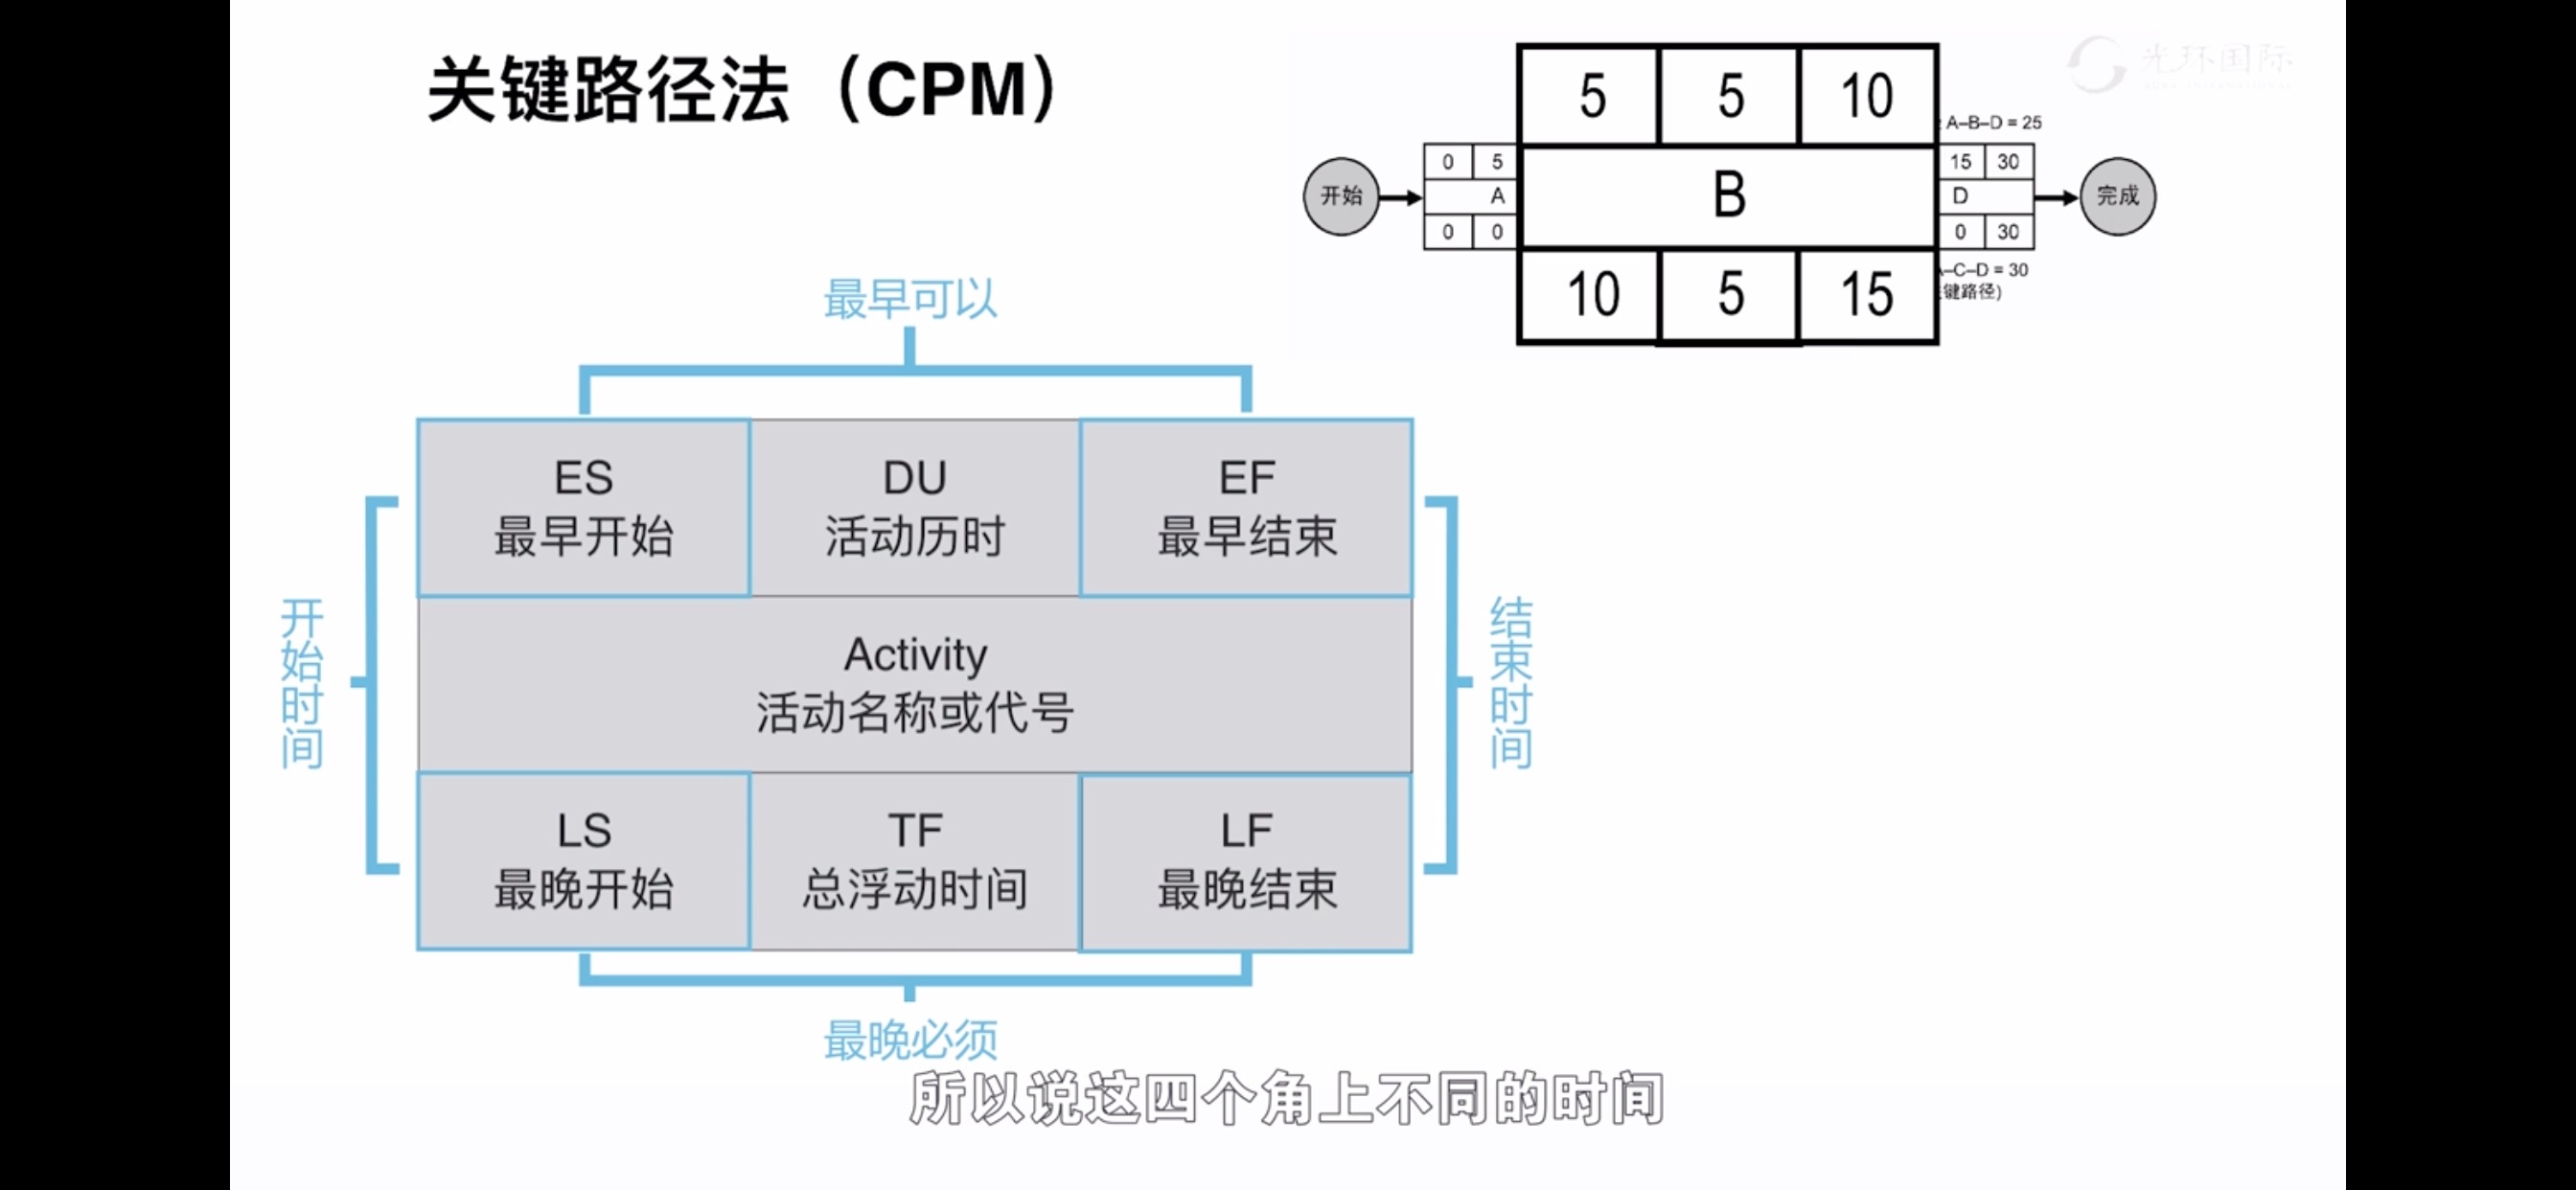 关键路径法（CPM）
光环国际
5 5 10
A–B–D = 25
0 5
15 30
开始
A
B
D
完成
0 0
0 30
10 5 15
–C–D = 30
键路径)
最早可以
ES
最早开始
DU
活动历时
EF
最早结束
开始时间
Activity
活动名称或代号
结束时间
LS
最晚开始
TF
总浮动时间
LF
最晚结束
最晚必须
所以说这四个角上不同的时间